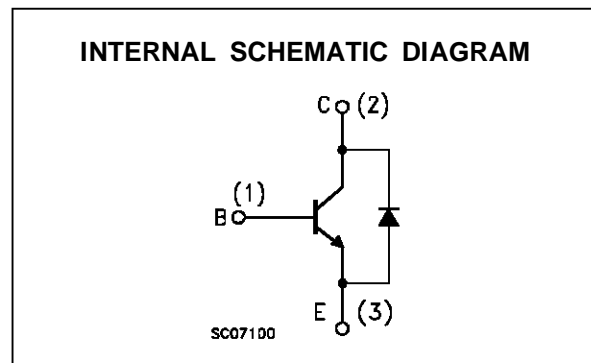 INTERNAL SCHEMATIC DIAGRAM
C (2)
(1)
B
E (3)
SC07100